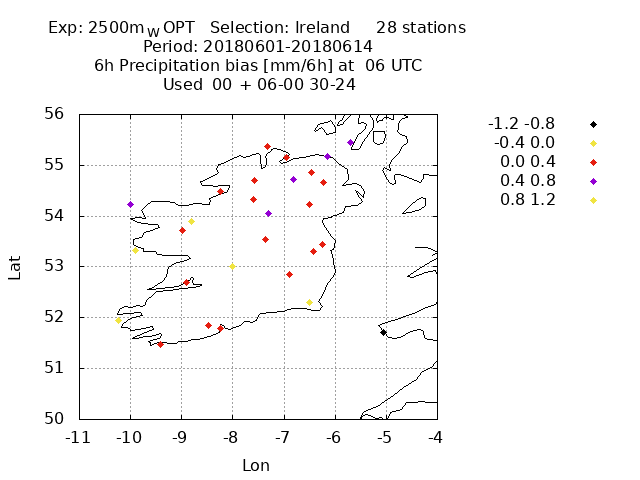 Exp: 2500mW OPT Selection: Ireland 28 stations
Period: 20180601-20180614
6h Precipitation bias [mm/6h] at 06 UTC
Used 00 + 06-00 30-24
-1.2 -0.8
-0.4 0.0
0.0 0.4
0.4 0.8
0.8 1.2
56
55
54
53
52
51
50
Lat
-11 -10 -9 -8 -7 -6 -5 -4
Lon